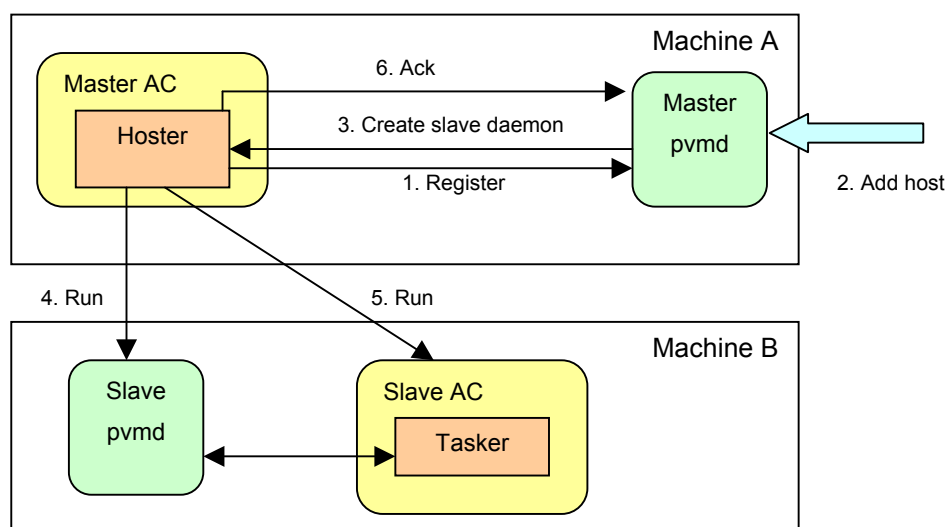 Machine A
Master AC
6. Ack
Master
pvmd
Hoster
3. Create slave daemon
1. Register
2. Add host
4. Run
5. Run
Machine B
Slave
pvmd
Slave AC
Tasker